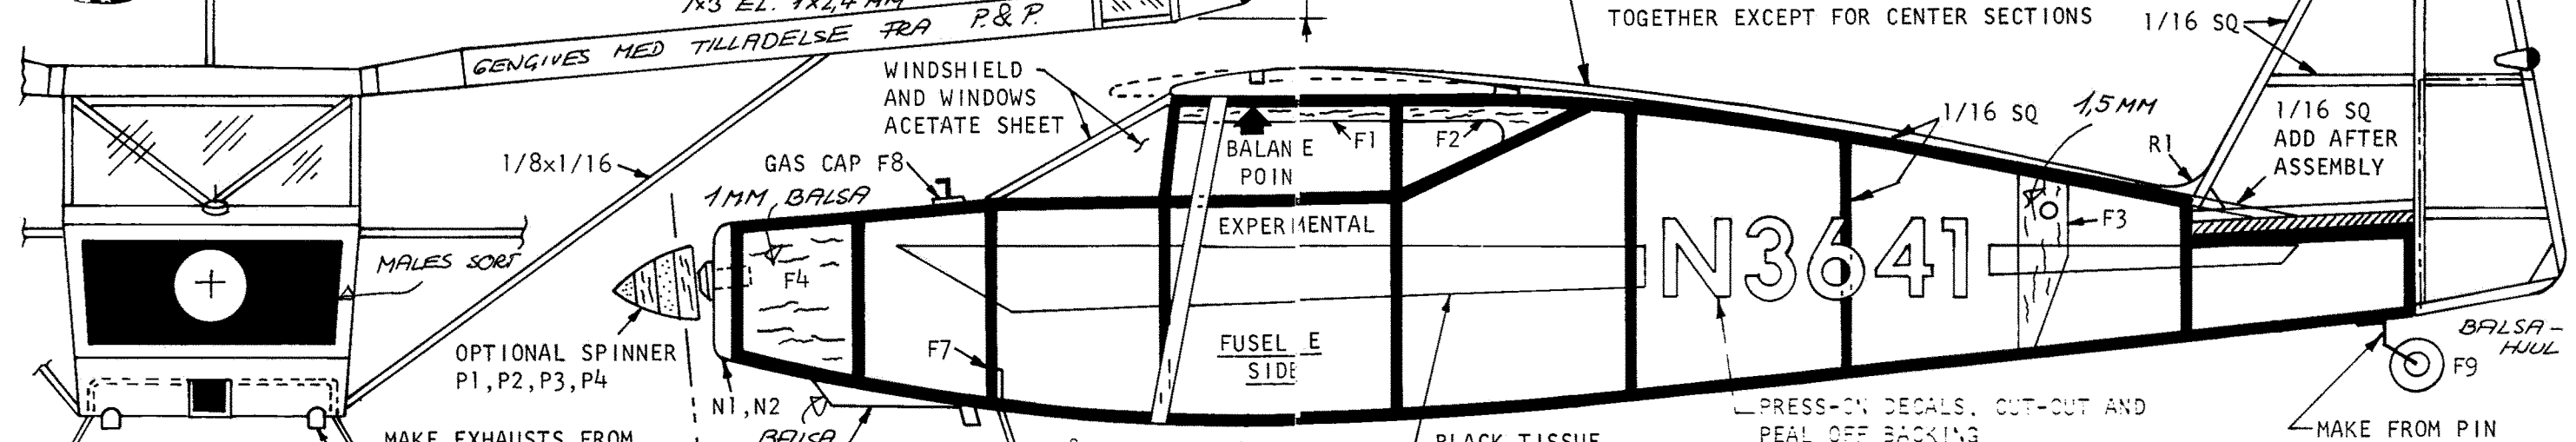 1x3 EL. 1x2,4 MM
GENGIVES MED TILLADELSE FRA P.& P.
TOGETHER EXCEPT FOR CENTER SECTIONS
1/16 SQ
WINDSHIELD
AND WINDOWS
ACETATE SHEET
1/8x1/16
GAS CAP F8
1MM BALSA
BALAN E
POIN
F1
F2
1/16 SQ
1,5MM
R1
1/16 SQ
ADD AFTER
ASSEMBLY
EXPERIMENTAL
N3641
F3
F4
MALES SORT
OPTIONAL SPINNER
P1,P2,P3,P4
F7
FUSEL E
SIDE
N1,N2
BALSA
BALSA-
HJUL
F9
MAKE EXHAUSTS FROM
BLACK TISSUE
PRESS-ON DECALS, CUT-OUT AND
PEAL OFF BACKING
MAKE FROM PIN